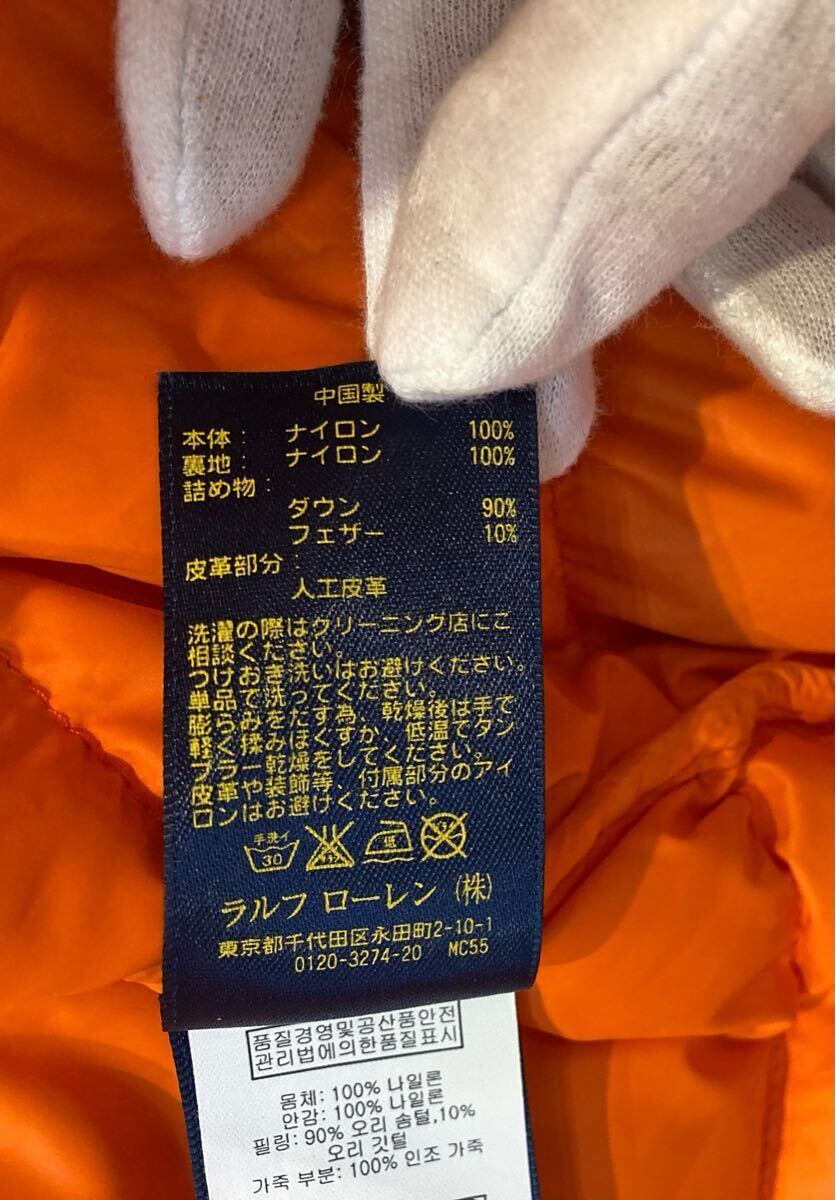 中国製
本体: ナイロン 100%
裏地: ナイロン 100%
詰め物:
ダウン 90%
フェザー 10%
皮革部分:
人工皮革
洗濯の際はクリーニング店にご
相談ください。
つけおき洗いはお避けください。
単品で洗ってください。
膨らみをだす為、乾燥後は手で
軽く揉みほぐすか、低温でタン
ブラー乾燥をしてください。
皮革や装飾等、付属部分のアイ
ロンはお避けください。
手洗イ
30
低
ラルフ ローレン (株)
東京都千代田区永田町2-10-1
0120-3274-20 MC55
품질경영및공산품안전
관리법에의한품질표시
몸체: 100% 나일론
안감: 100% 나일론
필링: 90% 오리 솜털,10%
오리 깃털
가죽 부분: 100% 인조 가죽